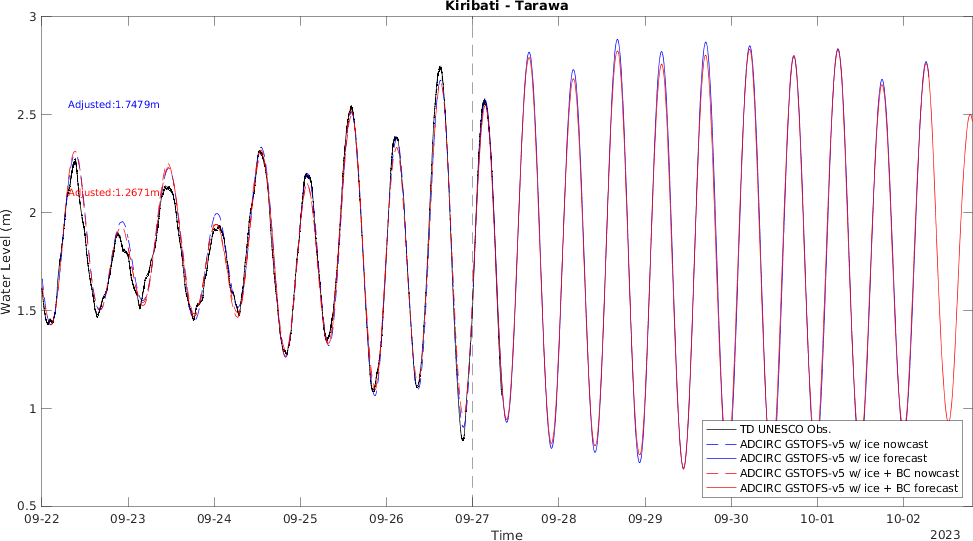 Kiribati - Tarawa
3
2.5
2
1.5
1
0.5
Water Level (m)
Adjusted:1.7479m
Adjusted:1.2671m
TD UNESCO Obs.
ADCIRC GSTOFS-v5 w/ ice nowcast
ADCIRC GSTOFS-v5 w/ ice forecast
ADCIRC GSTOFS-v5 w/ ice + BC nowcast
ADCIRC GSTOFS-v5 w/ ice + BC forecast
09-22 09-23 09-24 09-25 09-26 09-27 09-28 09-29 09-30 10-01 10-02
Time
2023